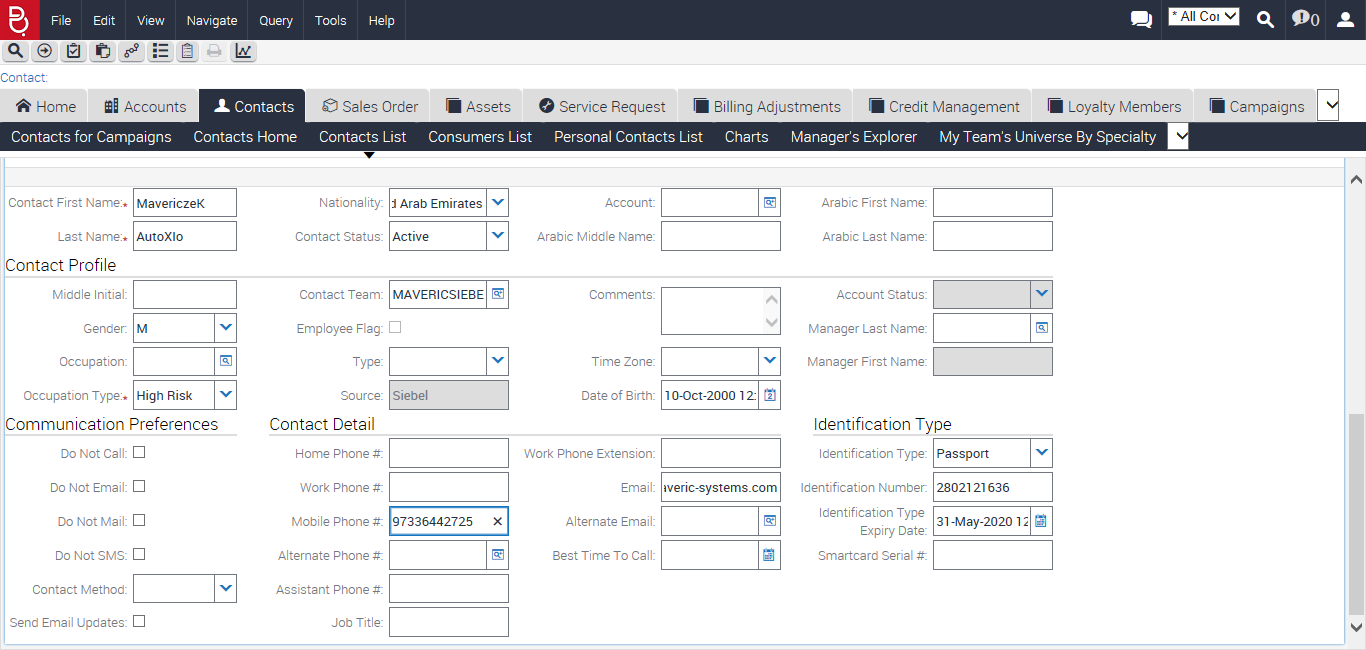 File Edit View Navigate Query Tools Help * All Cor 0
Contact:
Home Accounts Contacts Sales Order Assets Service Request Billing Adjustments Credit Management Loyalty Members Campaigns
Contacts for Campaigns Contacts Home Contacts List Consumers List Personal Contacts List Charts Manager's Explorer My Team's Universe By Specialty
Contact First Name:* MavericzeK Nationality: d Arab Emirates Account: Arabic First Name:
Last Name:* AutoXIo Contact Status: Active Arabic Middle Name: Arabic Last Name:
Contact Profile
Middle Initial: Contact Team: MAVERICSIEBE Comments: Account Status:
Gender: M Employee Flag: Manager Last Name:
Occupation: Type: Time Zone: Manager First Name:
Occupation Type:* High Risk Source: Siebel Date of Birth: 10-Oct-2000 12:
Communication Preferences Contact Detail Identification Type
Do Not Call: Home Phone #: Work Phone Extension: Identification Type: Passport
Do Not Email: Work Phone #: Email: averic-systems.com Identification Number: 2802121636
Do Not Mail: Mobile Phone #: 97336442725 Alternate Email: Identification Type Expiry Date: 31-May-2020 12
Do Not SMS: Alternate Phone #: Best Time To Call: Smartcard Serial #:
Contact Method: Assistant Phone #:
Send Email Updates: Job Title: